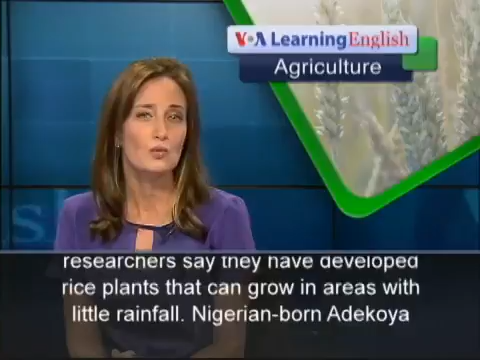 VOA Learning English
Agriculture
researchers say they have developed
rice plants that can grow in areas with
little rainfall. Nigerian-born Adekoya